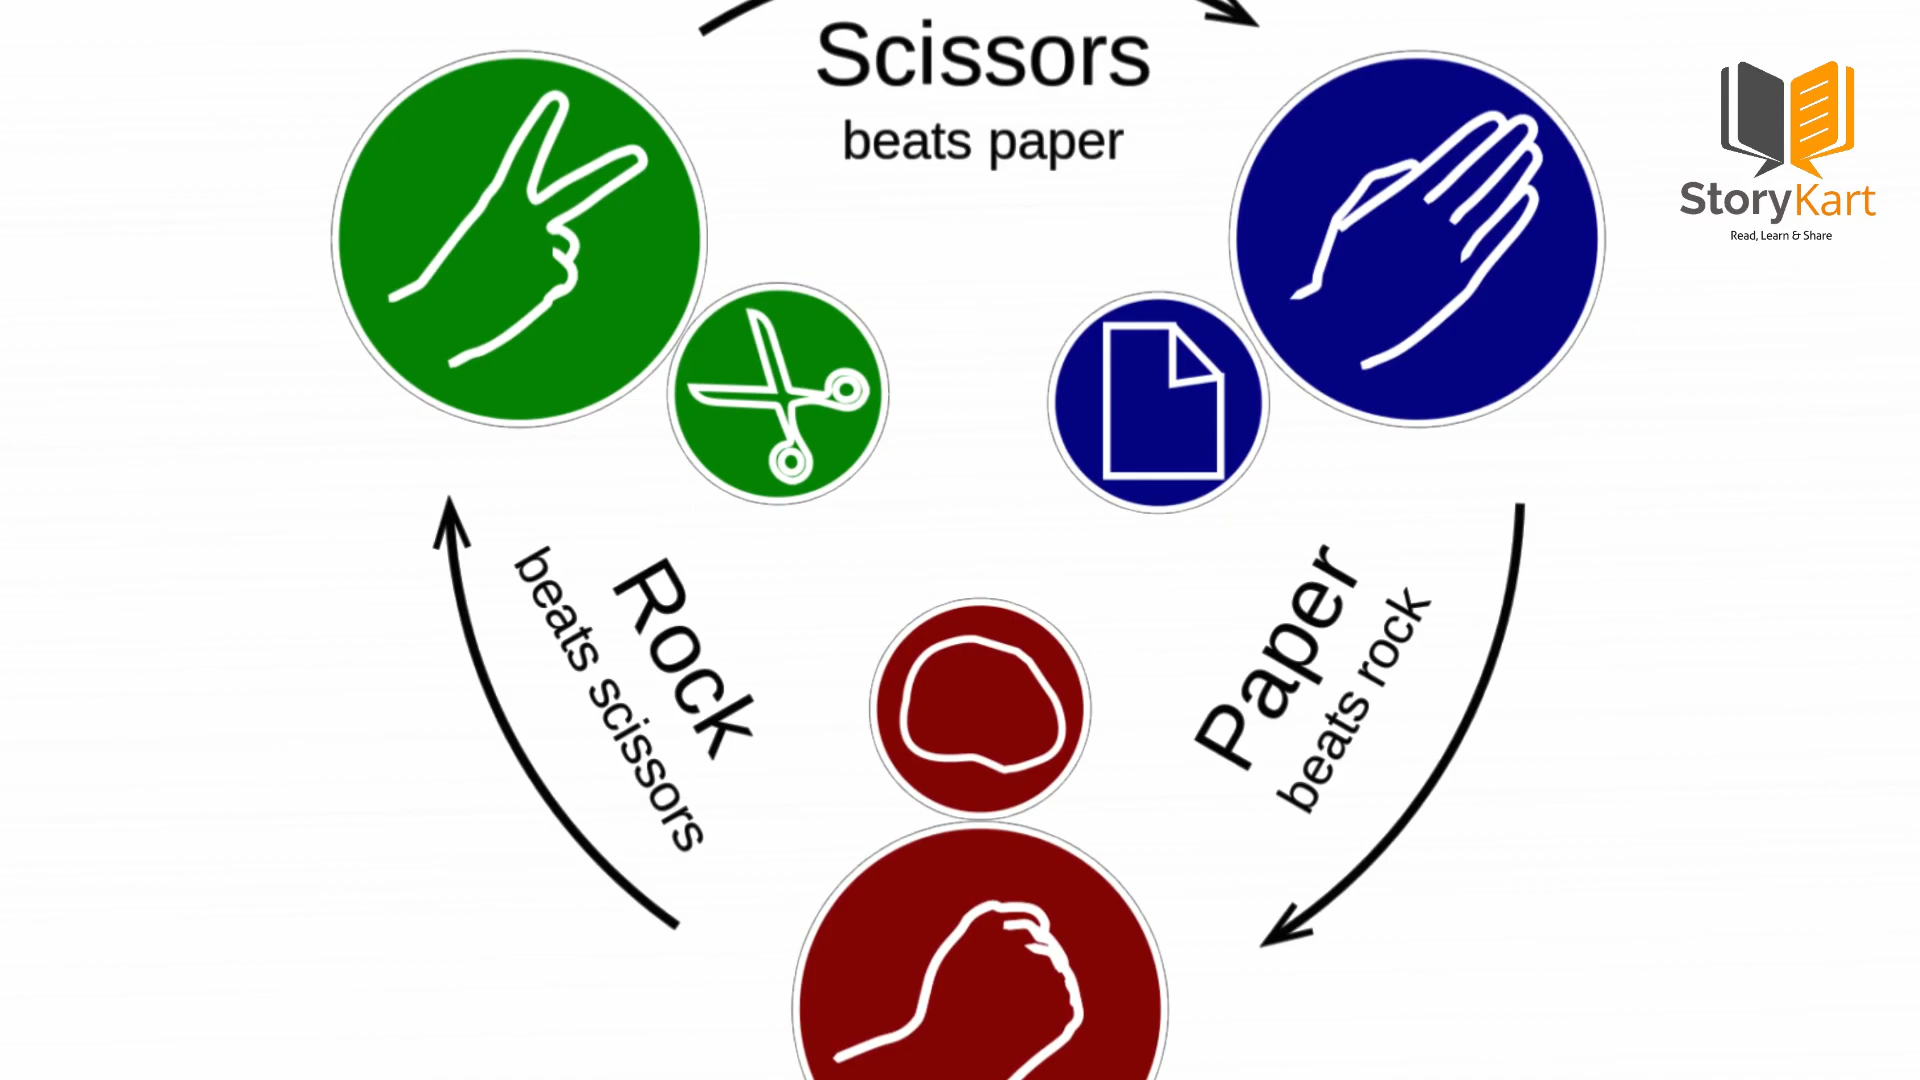 Scissors
beats paper
StoryKart
Read, Learn & Share
Rock
beats scissors
Paper
beats rock